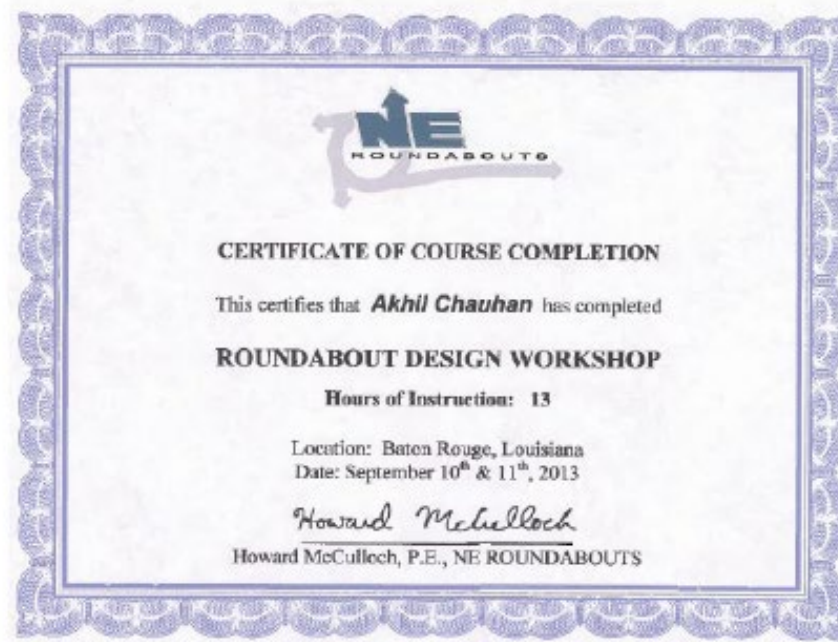 NE
ROUNDABOUTS
CERTIFICATE OF COURSE COMPLETION
This certifies that Akhil Chauhan has completed
ROUNDABOUT DESIGN WORKSHOP
Hours of Instruction: 13
Location: Baton Rouge, Louisiana
Date: September 10th & 11th, 2013
Howard McCulloch
Howard McCulloch, P.E., NE ROUNDABOUTS